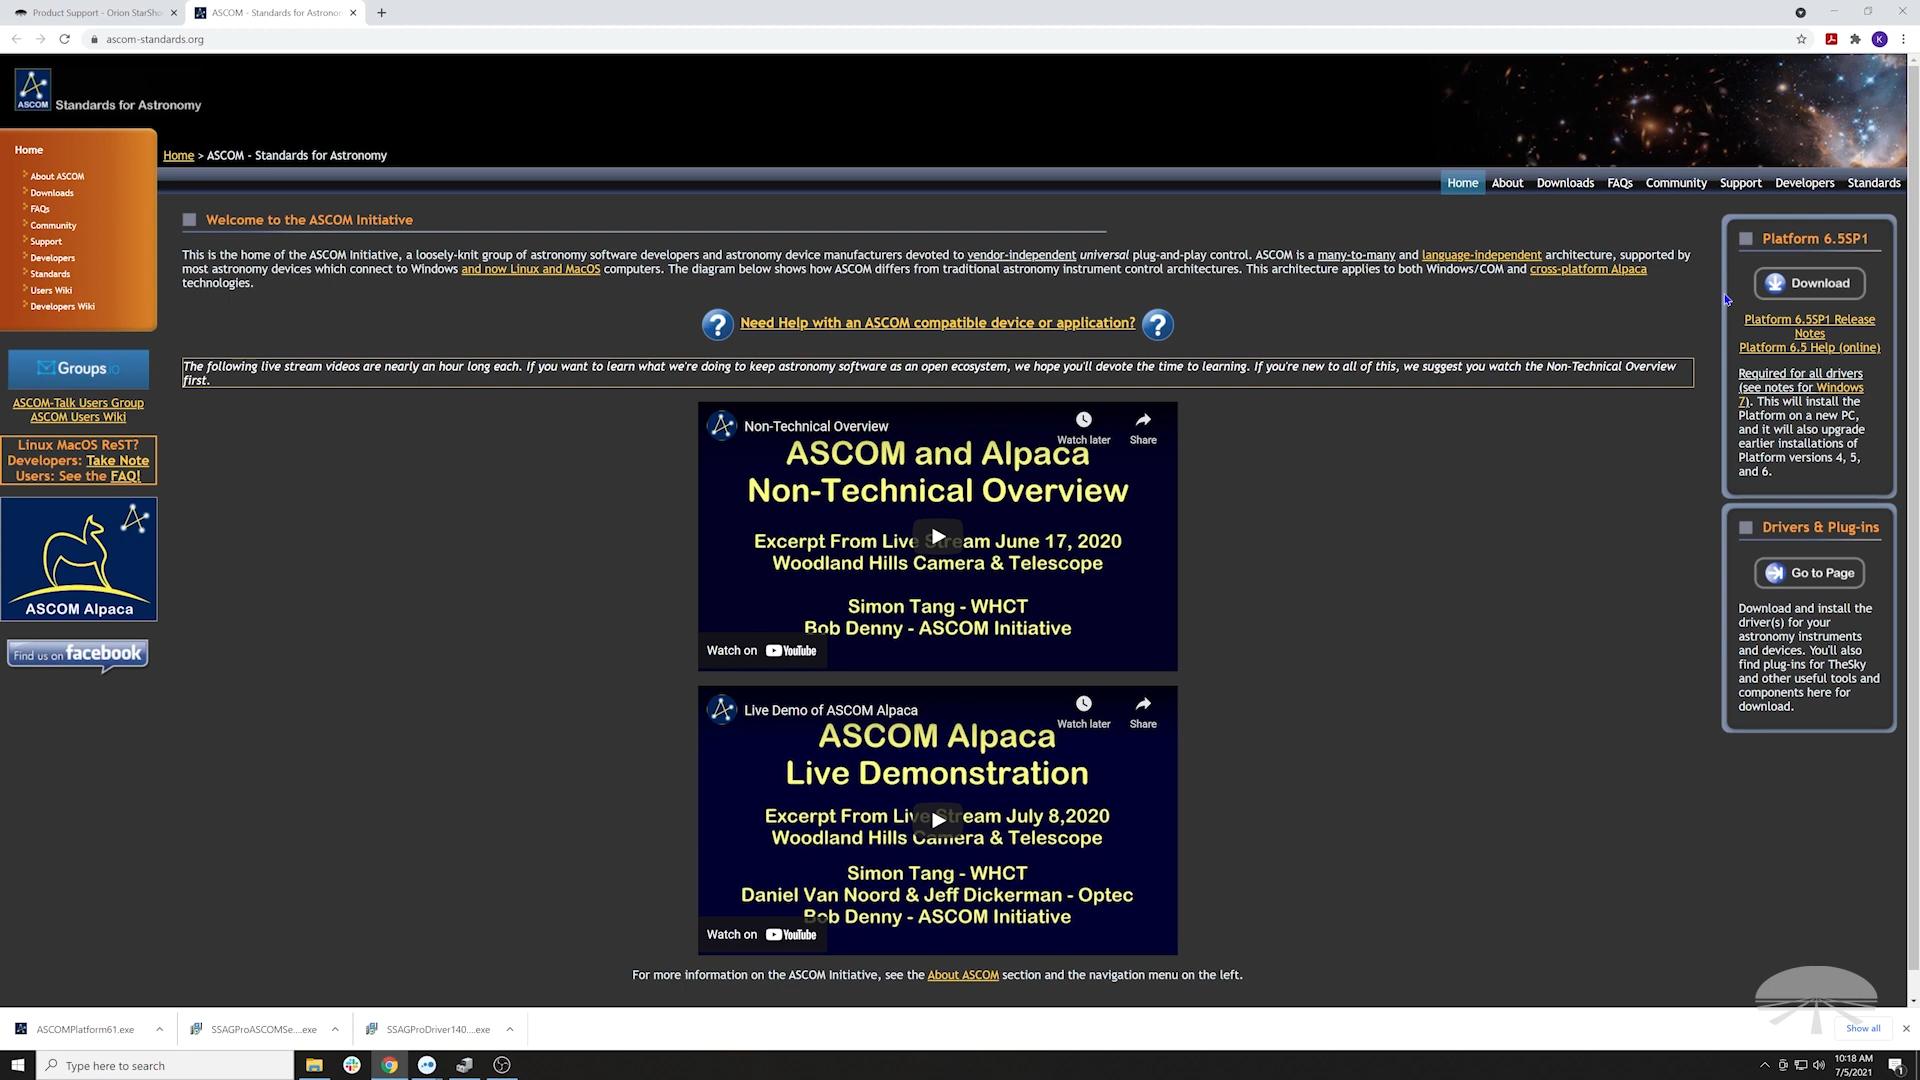 Product Support - Orion StarSho
ASCOM - Standards for Astronor
ascom-standards.org
K
ASCOM
Standards for Astronomy
Home
About ASCOM
Downloads
FAQs
Community
Support
Developers
Standards
Users Wiki
Developers Wiki
Home > ASCOM - Standards for Astronomy
Home About Downloads FAQs Community Support Developers Standards
Groups.io
ASCOM-Talk Users Group
ASCOM Users Wiki
Linux MacOS ReST?
Developers: Take Note
Users: See the FAQ!
ASCOM Alpaca
Find us on facebook
Welcome to the ASCOM Initiative
This is the home of the ASCOM Initiative, a loosely-knit group of astronomy software developers and astronomy device manufacturers devoted to vendor-independent universal plug-and-play control. ASCOM is a many-to-many and language-independent architecture, supported by
most astronomy devices which connect to Windows and now Linux and MacOS computers. The diagram below shows how ASCOM differs from traditional astronomy instrument control architectures. This architecture applies to both Windows/COM and cross-platform Alpaca
technologies.
? Need Help with an ASCOM compatible device or application? ?
The following live stream videos are nearly an hour long each. If you want to learn what we're doing to keep astronomy software as an open ecosystem, we hope you'll devote the time to learning. If you're new to all of this, we suggest you watch the Non-Technical Overview
first.
Non-Technical Overview
Watch later
Share
ASCOM and Alpaca
Non-Technical Overview
Excerpt From Live Stream June 17, 2020
Woodland Hills Camera & Telescope
Simon Tang - WHCT
Bob Denny - ASCOM Initiative
Watch on YouTube
Live Demo of ASCOM Alpaca
Watch later
Share
ASCOM Alpaca
Live Demonstration
Excerpt From Live Stream July 8,2020
Woodland Hills Camera & Telescope
Simon Tang - WHCT
Daniel Van Noord & Jeff Dickerman - Optec
Bob Denny - ASCOM Initiative
Watch on YouTube
For more information on the ASCOM Initiative, see the About ASCOM section and the navigation menu on the left.
Platform 6.5SP1
Download
Platform 6.5SP1 Release
Notes
Platform 6.5 Help (online)
Required for all drivers
(see notes for Windows
7). This will install the
Platform on a new PC,
and it will also upgrade
earlier installations of
Platform versions 4, 5,
and 6.
Drivers & Plug-ins
Go to Page
Download and install the
driver(s) for your
astronomy instruments
and devices. You'll also
find plug-ins for TheSky
and other useful tools and
components here for
download.
ASCOMPlatform61.exe
SSAGProASCOMSe....exe
SSAGProDriver140....exe
Show all
Type here to search
10:18 AM
7/5/2021
1